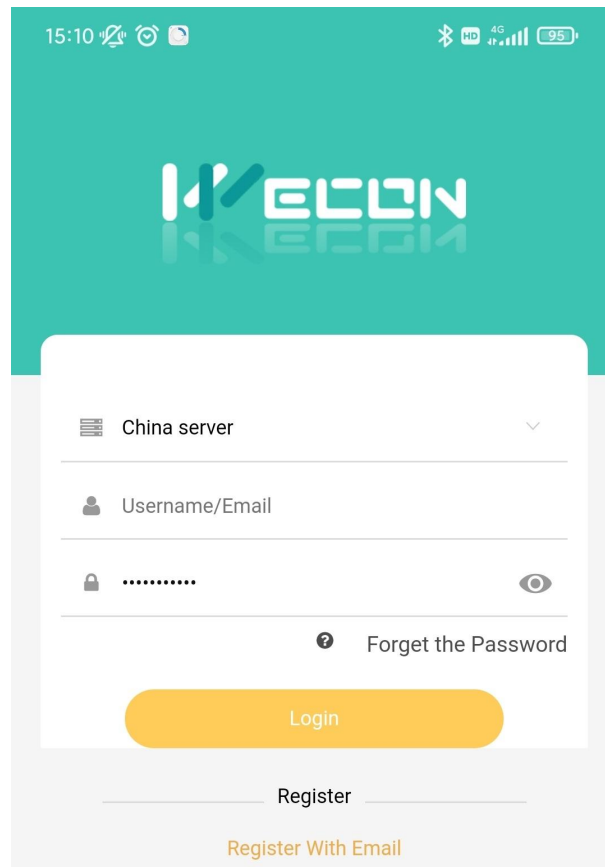 15:10 HD 4G 95
WECON
China server
Username/Email
•••••••••••
Forget the Password
Login
Register
Register With Email